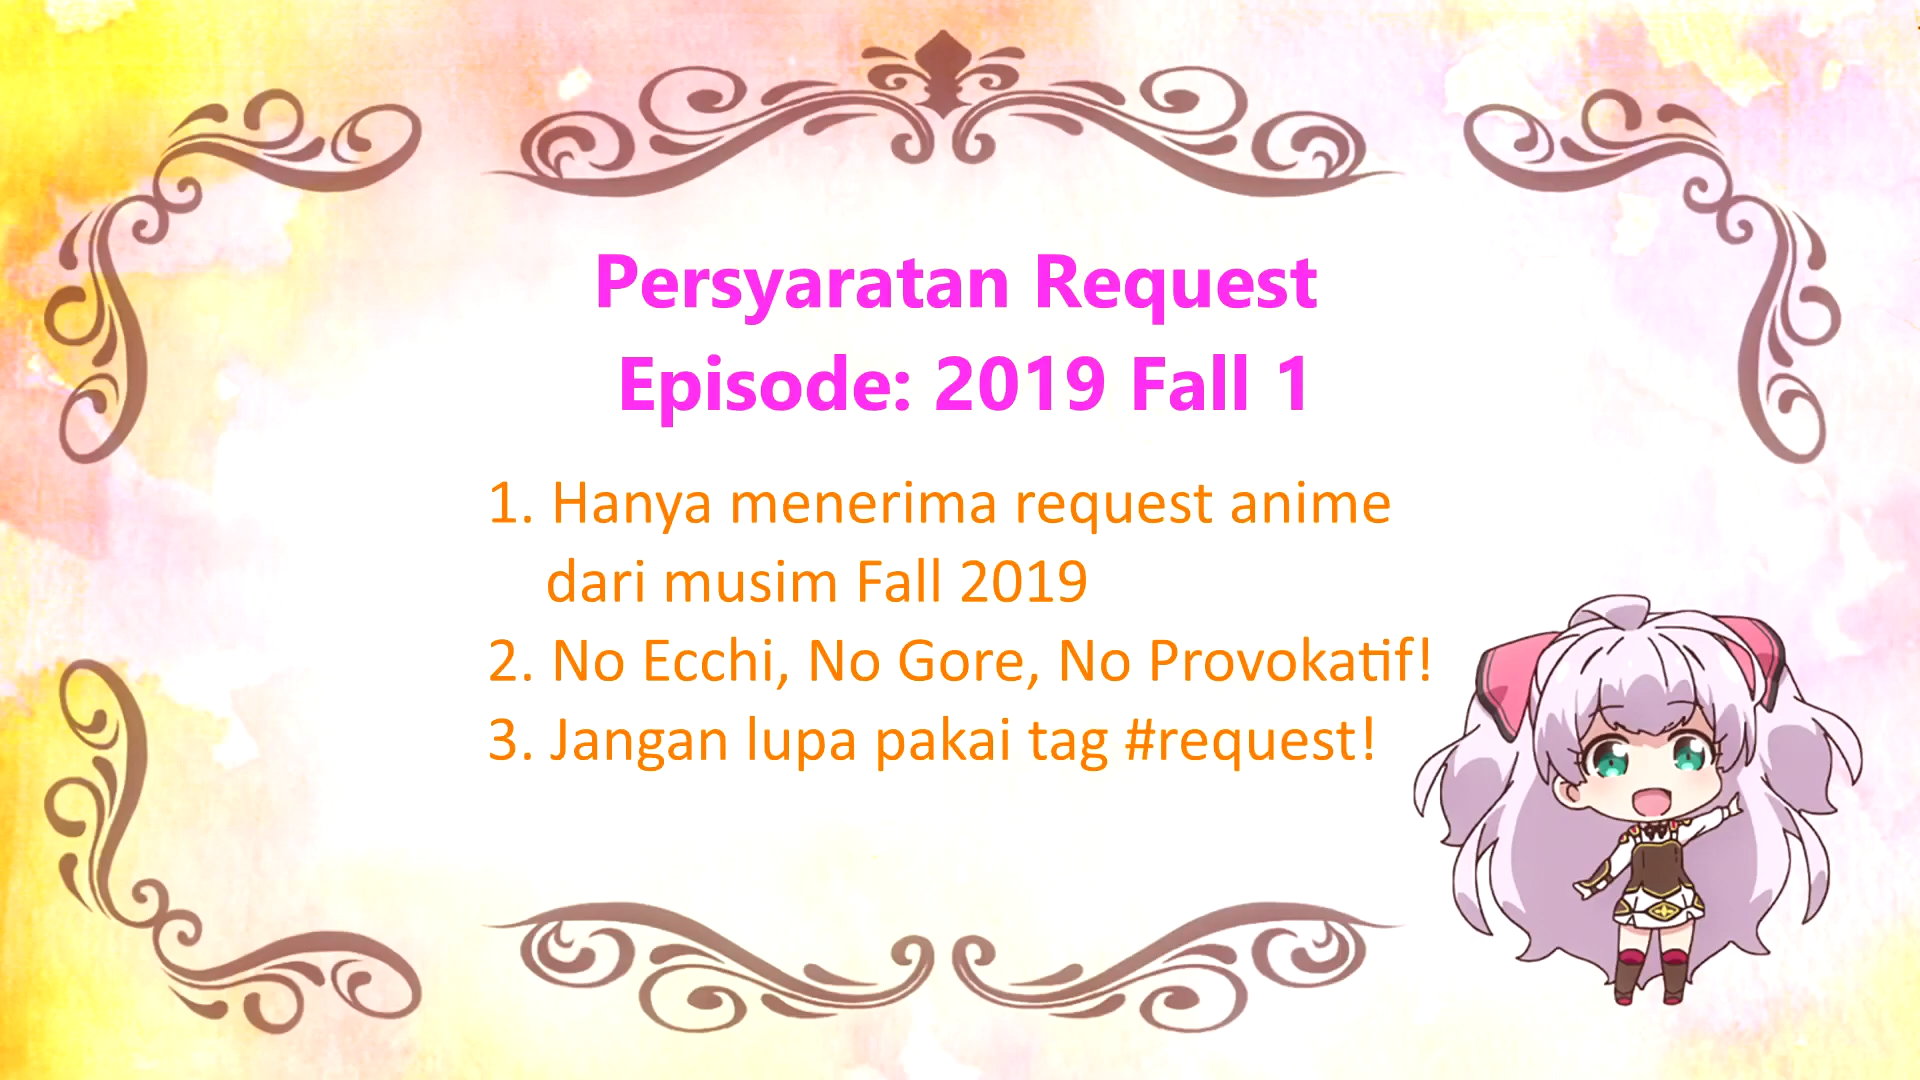 Persyaratan Request
Episode: 2019 Fall 1
1. Hanya menerima request anime
dari musim Fall 2019
2. No Ecchi, No Gore, No Provokatif!
3. Jangan lupa pakai tag #request!